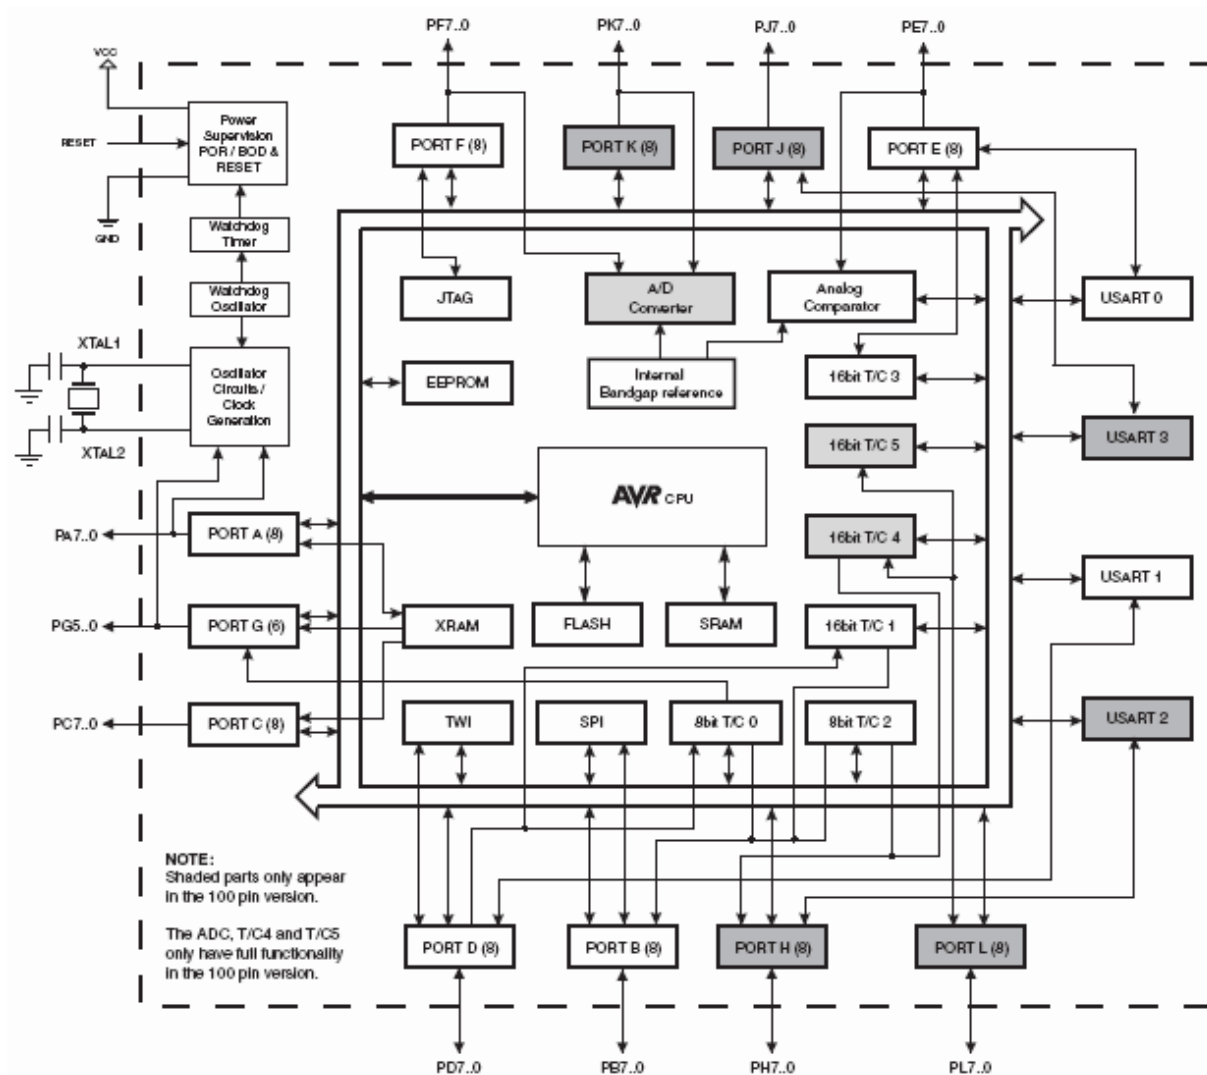 PF7..0
PK7..0
PJ7..0
PE7..0
VCC
RESET
GND
Power
Supervision
POR / BOD &
RESET
PORT F (8)
PORT K (8)
PORT J (8)
PORT E (8)
Watchdog
Timer
Watchdog
Oscillator
XTAL1
XTAL2
Oscillator
Circuits /
Clock
Generation
JTAG
A/D
Converter
Analog
Comparator
USART 0
EEPROM
Internal
Bandgap reference
16bit T/C 3
16bit T/C 5
USART 3
AVR CPU
PA7..0
PORT A (8)
16bit T/C 4
USART 1
PG5..0
PORT G (6)
XRAM
FLASH
SRAM
16bit T/C 1
PC7..0
PORT C (8)
TWI
SPI
8bit T/C 0
8bit T/C 2
USART 2
NOTE:
Shaded parts only appear
in the 100 pin version.
The ADC, T/C4 and T/C5
only have full functionality
in the 100 pin version.
PORT D (8)
PORT B (8)
PORT H (8)
PORT L (8)
PD7..0
PB7..0
PH7..0
PL7..0